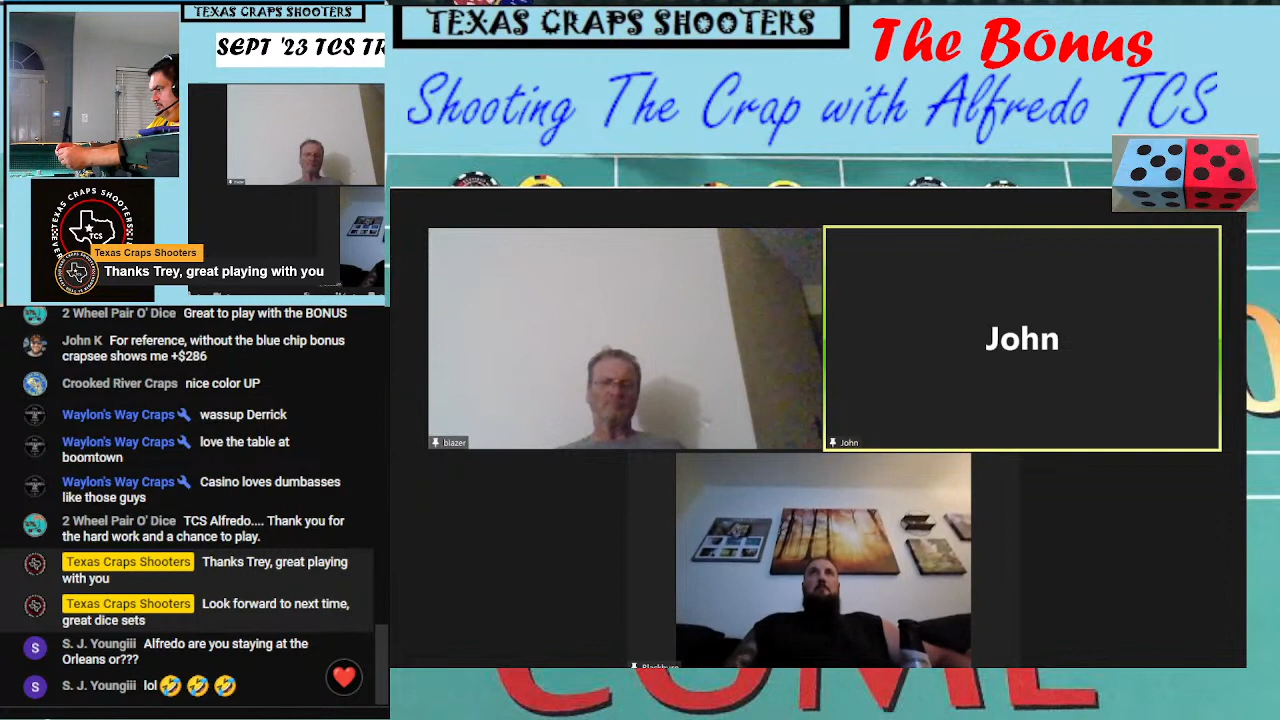 TEXAS CRAPS SHOOTERS
SEPT '23 TCS TR
TEXAS CRAPS SHOOTERS
The Bonus
Shooting The Crap with Alfredo TCS
TEXAS CRAPS SHOOTERS
TCS
Texas Craps Shooters
Thanks Trey, great playing with you
2 Wheel Pair O' Dice Great to play with the BONUS
John K For reference, without the blue chip bonus
crapsee shows me +$286
Crooked River Craps nice color UP
Waylon's Way Craps wassup Derrick
Waylon's Way Craps love the table at
boomtown
Waylon's Way Craps Casino loves dumbasses
like those guys
2 Wheel Pair O' Dice TCS Alfredo.... Thank you for
the hard work and a chance to play.
Texas Craps Shooters Thanks Trey, great playing
with you
Texas Craps Shooters Look forward to next time,
great dice sets
S
S. J. Youngiii Alfredo are you staying at the
Orleans or???
S
S. J. Youngiii lol🤣🤣🤣
blazer
John
John
COME